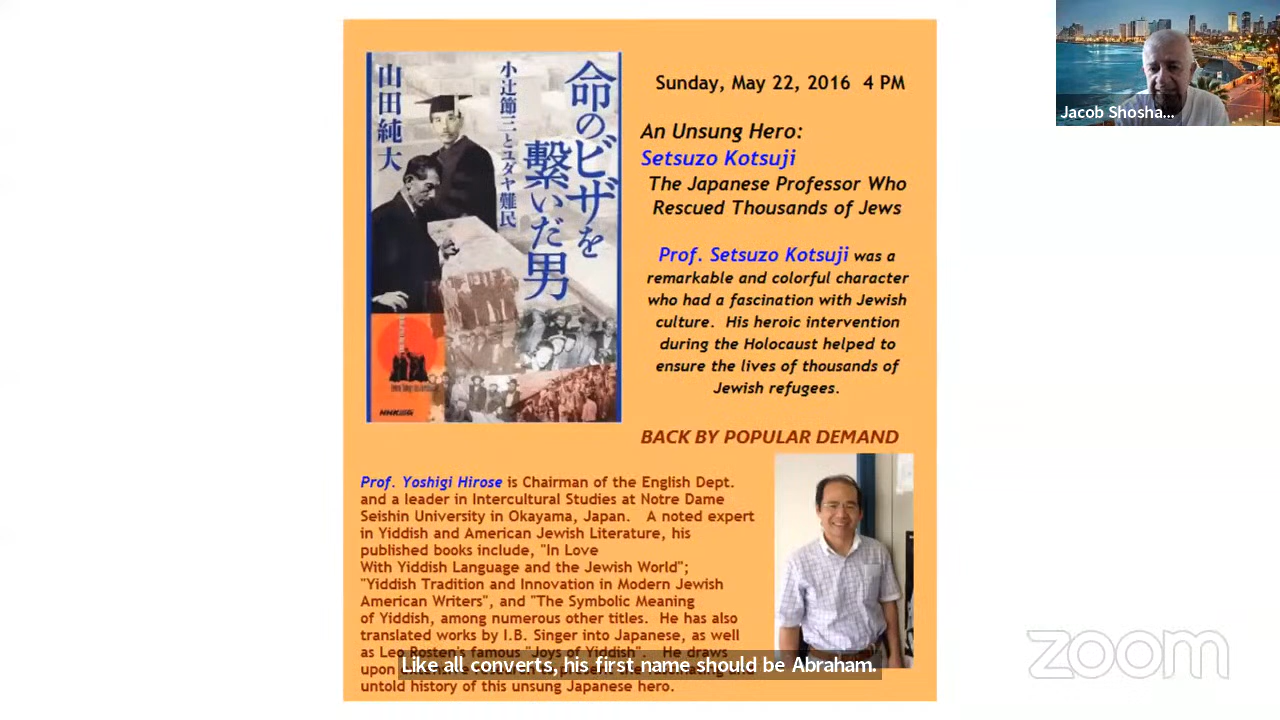 山田純大
小辻節三とユダヤ難民
命のビザを
繋いだ男
NHK出版
Sunday, May 22, 2016 4 PM
An Unsung Hero:
Setsuzo Kotsuji
The Japanese Professor Who
Rescued Thousands of Jews
Prof. Setsuzo Kotsuji was a
remarkable and colorful character
who had a fascination with Jewish
culture. His heroic intervention
during the Holocaust helped to
ensure the lives of thousands of
Jewish refugees.
BACK BY POPULAR DEMAND
Prof. Yoshigi Hirose is Chairman of the English Dept.
and a leader in Intercultural Studies at Notre Dame
Seishin University in Okayama, Japan. A noted expert
in Yiddish and American Jewish Literature, his
published books include, "In Love
With Yiddish Language and the Jewish World";
"Yiddish Tradition and Innovation in Modern Jewish
American Writers", and "The Symbolic Meaning
of Yiddish, among numerous other titles. He has also
translated works by I.B. Singer into Japanese, as well
as Leo Rosten's famous "Joys of Yiddish". He draws
upon
untold history of this unsung Japanese hero.
Like all converts, his first name should be Abraham.
Jacob Shosha...
zoom